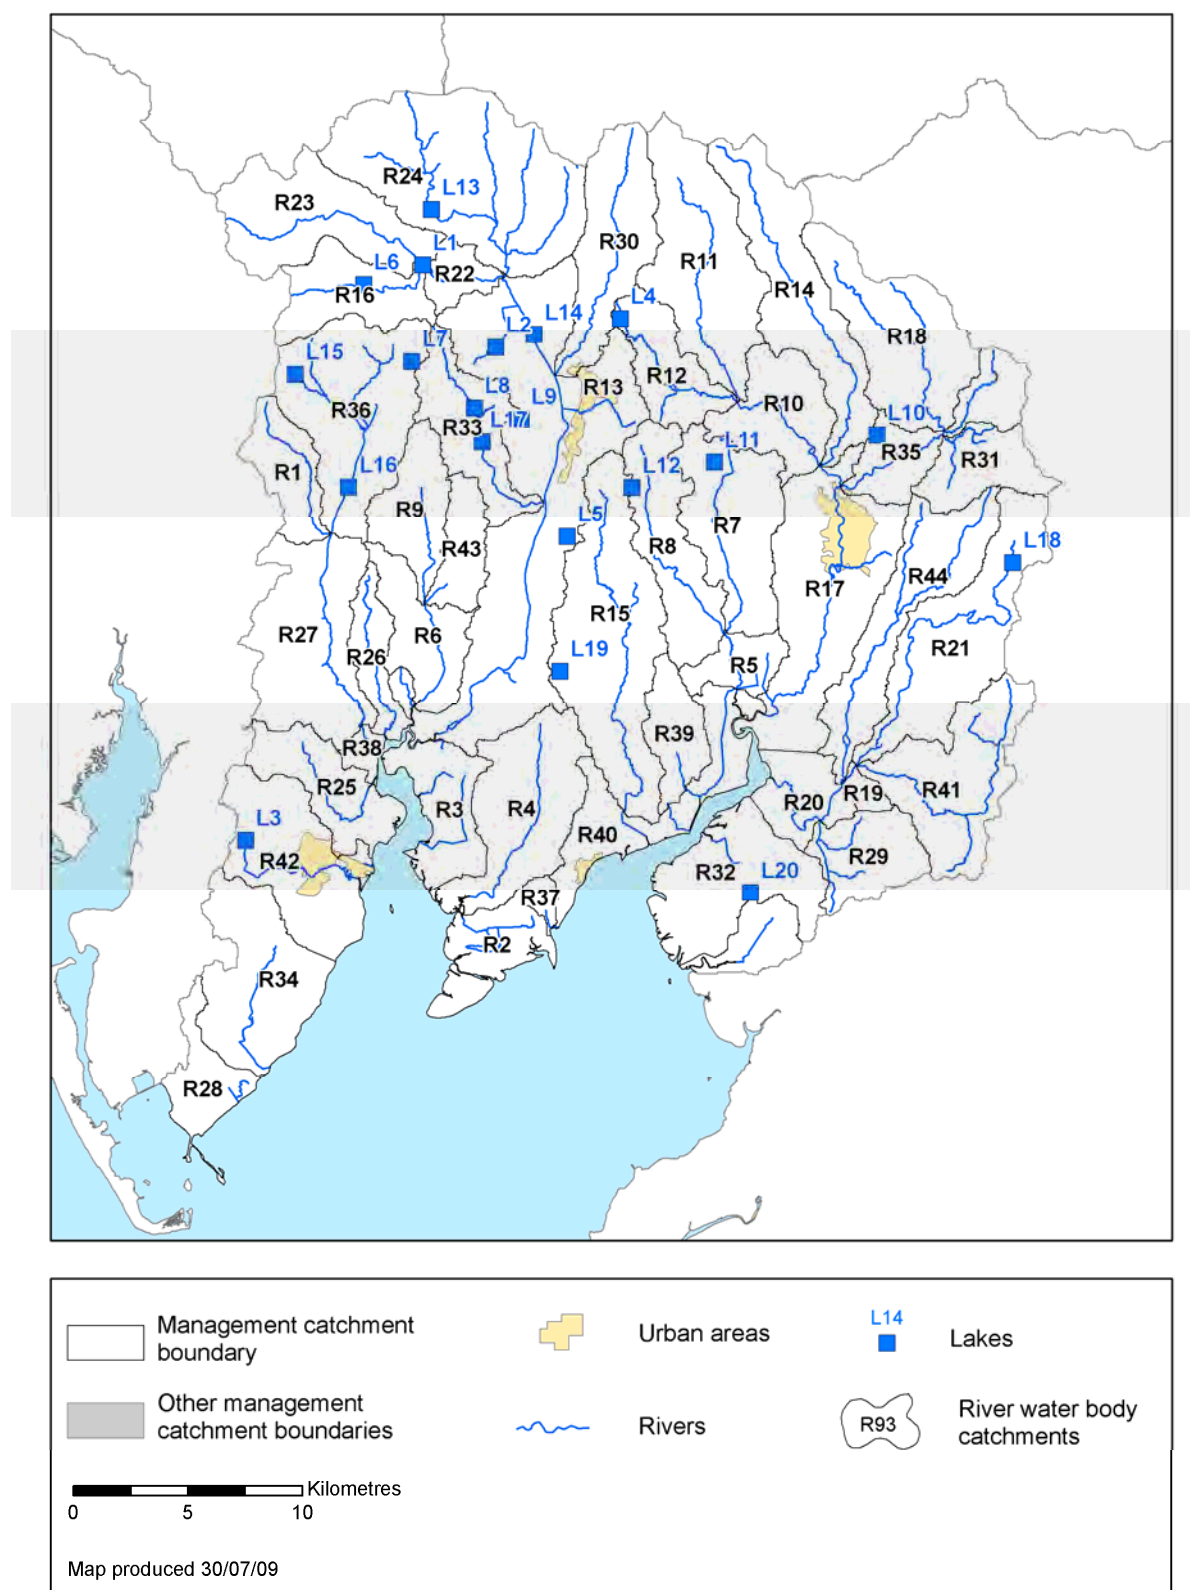 R24
L13
R23
L1
R30
L6
R22
R11
R16
R14
L4
L14
L2
R18
L7
L15
R12
R13
L8
L9
R10
R36
L10
R33
L17
L11
R35
R31
R1
L16
L12
R9
L5
R7
R43
R8
L18
R44
R17
R15
R27
R6
R21
R26
L19
R5
R39
R38
R25
R41
R19
R20
R3
R4
L3
R40
R42
R29
R32
L20
R37
R2
R34
R28
Management catchment
boundary
Urban areas
L14
Lakes
Other management
catchment boundaries
Rivers
R93
River water body
catchments
Kilometres
0 5 10
Map produced 30/07/09